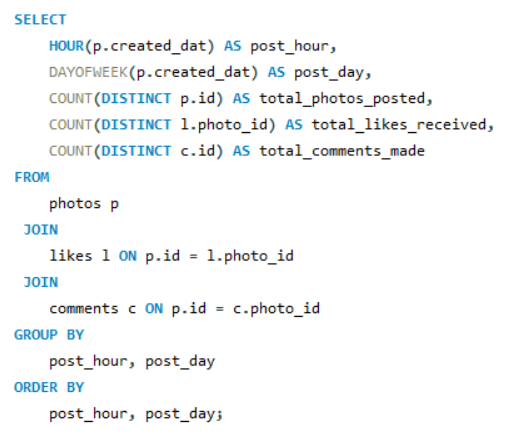 SELECT
HOUR(p.created_dat) AS post_hour,
DAYOFWEEK(p.created_dat) AS post_day,
COUNT(DISTINCT p.id) AS total_photos_posted,
COUNT(DISTINCT l.photo_id) AS total_likes_received,
COUNT(DISTINCT c.id) AS total_comments_made
FROM
photos p
JOIN
likes l ON p.id = l.photo_id
JOIN
comments c ON p.id = c.photo_id
GROUP BY
post_hour, post_day
ORDER BY
post_hour, post_day;